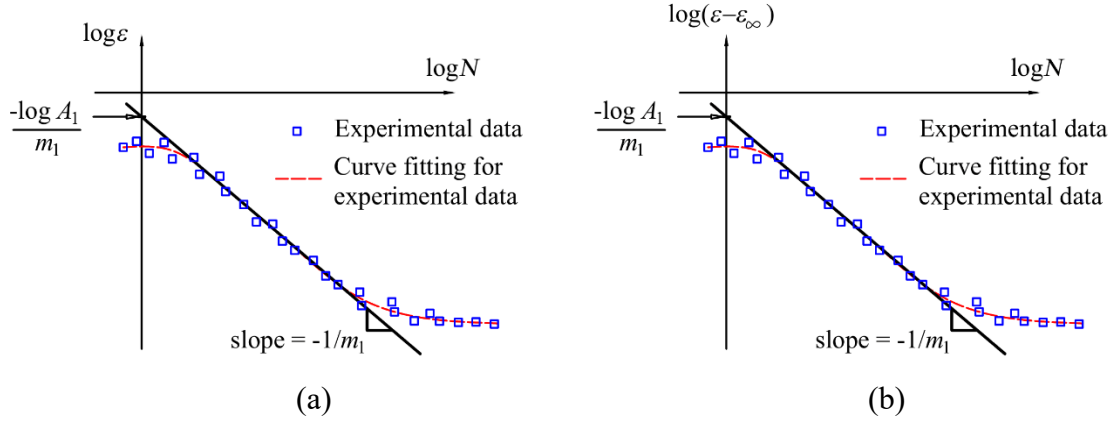 logε
logN
-log A₁
m₁
Experimental data
Curve fitting for
experimental data
slope = -1/m₁
(a)
log(ε-ε∞)
logN
-log A₁
m₁
Experimental data
Curve fitting for
experimental data
slope = -1/m₁
(b)